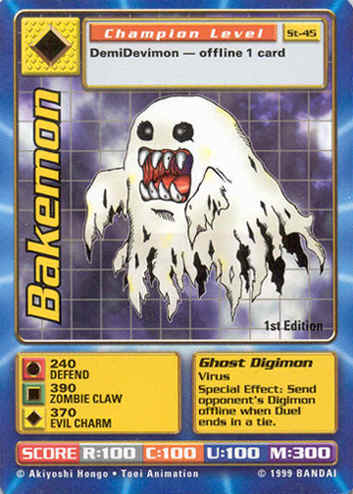 Champion Level
St-45
DemiDevimon — offline 1 card
Bakemon
1st Edition
240
DEFEND
390
ZOMBIE CLAW
370
EVIL CHARM
Ghost Digimon
Virus
Special Effect: Send
opponent's Digimon
offline when Duel
ends in a tie.
SCORE R:100 C:100 U:100 M:300
© Akiyoshi Hongo • Toei Animation © 1999 BANDAI